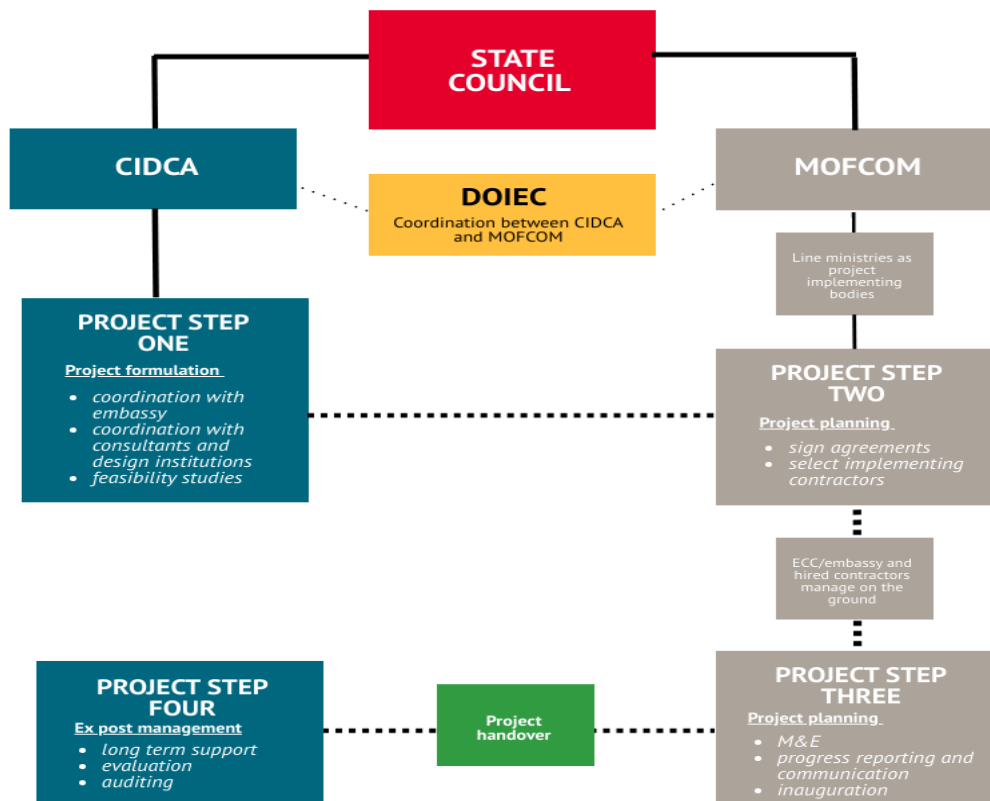 STATE
COUNCIL
CIDCA
MOFCOM
DOIEC
Coordination between CIDCA
and MOFCOM
Line ministries as
project
implementing
bodies
PROJECT STEP
ONE
Project formulation
• coordination with
embassy
• coordination with
consultants and
design institutions
• feasibility studies
PROJECT STEP
TWO
Project planning
• sign agreements
• select implementing
contractors
ECC/embassy and
hired contractors
manage on the
ground
PROJECT STEP
THREE
Project planning
• M&E
• progress reporting and
communication
• inauguration
Project
handover
PROJECT STEP
FOUR
Ex post management
• long term support
• evaluation
• auditing